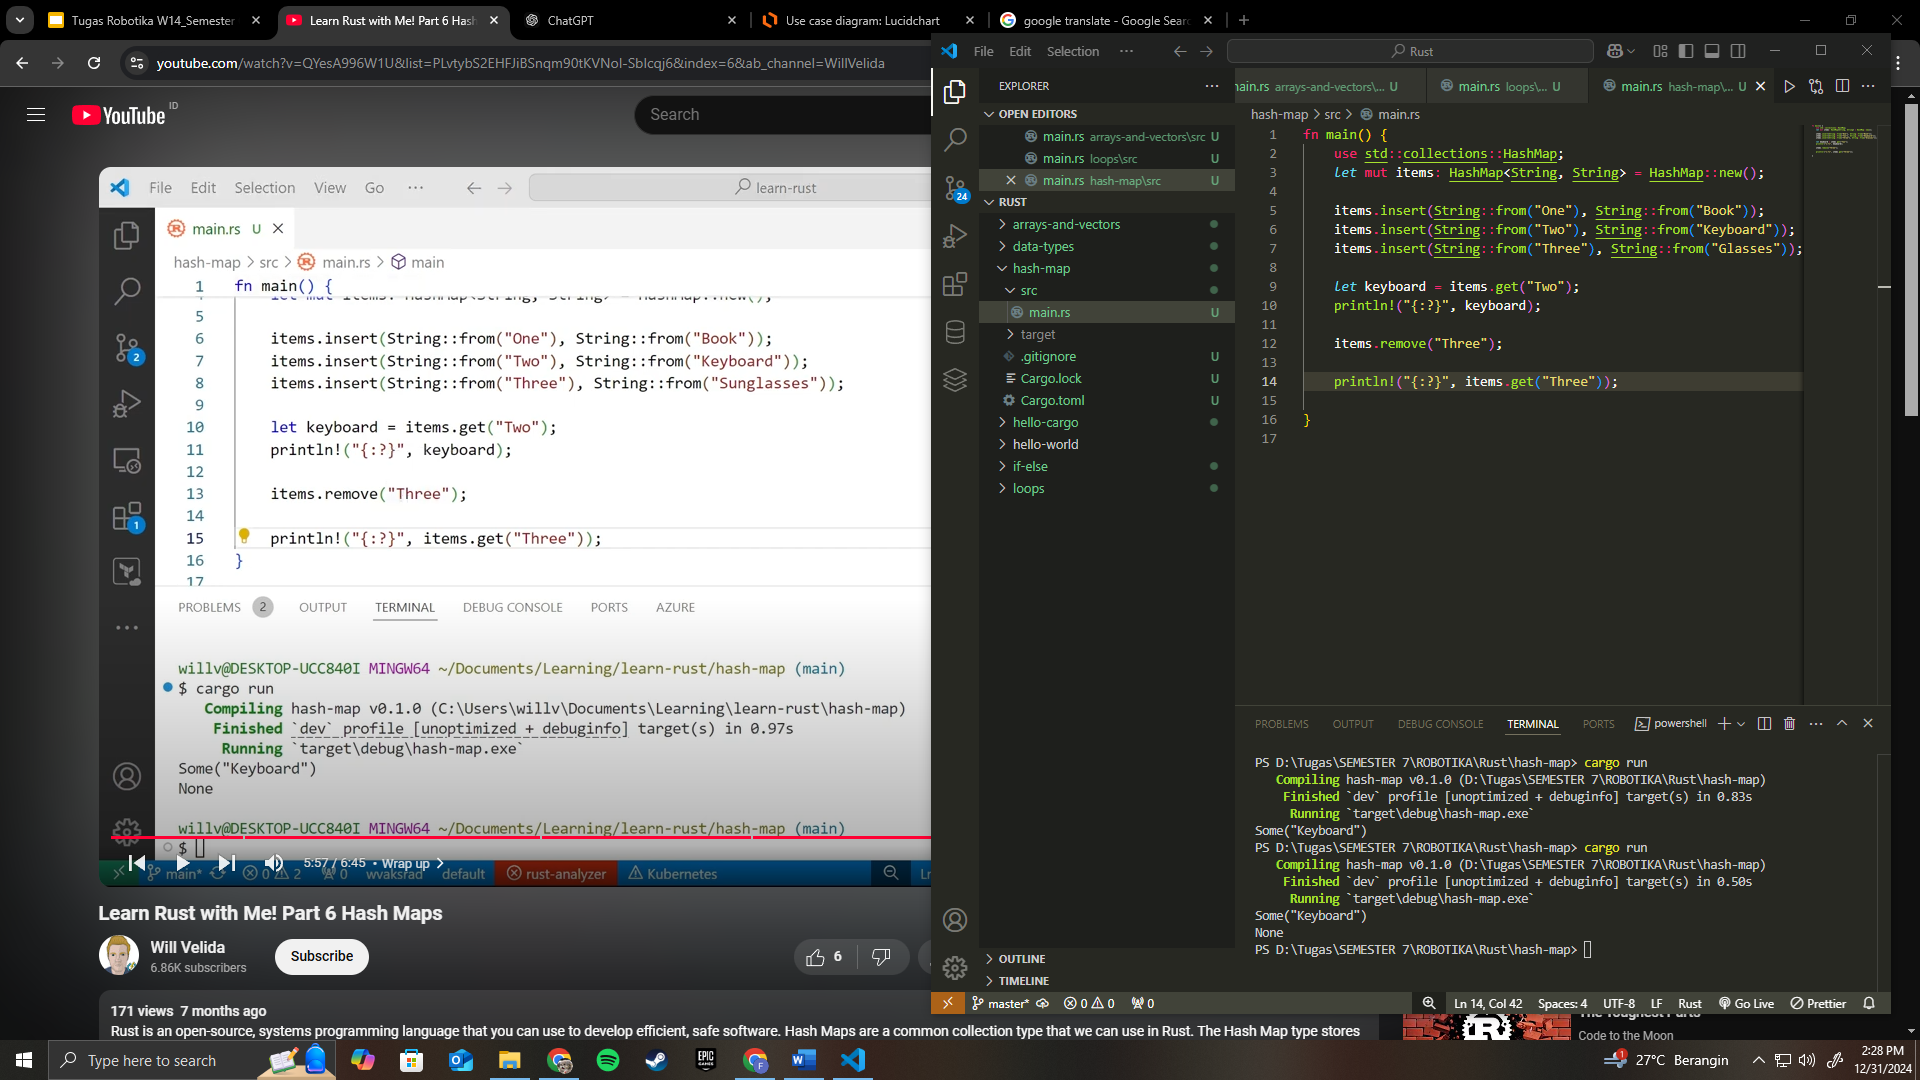 Tugas Robotika W14_Semester
Learn Rust with Me! Part 6 Hash
ChatGPT
Use case diagram: Lucidchart
google translate - Google Sear
youtube.com/watch?v=QYesA996W1U&list=PLvtybS2EHFJiBSnqm90tKVNoI-SbIcqj6&index=6&ab_channel=WillVelida
YouTube ID
Search
File Edit Selection View Go ···
learn-rust
main.rs U
hash-map > src > main.rs > main
1 fn main() {
let mut items: HashMap<String, String> = HashMap::new();
5
6 items.insert(String::from("One"), String::from("Book"));
7 items.insert(String::from("Two"), String::from("Keyboard"));
8 items.insert(String::from("Three"), String::from("Sunglasses"));
9
10 let keyboard = items.get("Two");
11 println!("{:?}", keyboard);
12
13 items.remove("Three");
14
15 println!("{:?}", items.get("Three"));
16 }
17
2
1
PROBLEMS 2 OUTPUT TERMINAL DEBUG CONSOLE PORTS AZURE
willv@DESKTOP-UCC840I MINGW64 ~/Documents/Learning/learn-rust/hash-map (main)
$ cargo run
Compiling hash-map v0.1.0 (C:\Users\willv\Documents\Learning\learn-rust\hash-map)
Finished `dev` profile [unoptimized + debuginfo] target(s) in 0.97s
Running `target\debug\hash-map.exe`
Some("Keyboard")
None
willv@DESKTOP-UCC840I MINGW64 ~/Documents/Learning/learn-rust/hash-map (main)
$
5:57 / 6:45 • Wrap up >
main* 0 2 0 wvaksrad default rust-analyzer Kubernetes Ln
Learn Rust with Me! Part 6 Hash Maps
Will Velida
6.86K subscribers
Subscribe
6
171 views 7 months ago
Rust is an open-source, systems programming language that you can use to develop efficient, safe software. Hash Maps are a common collection type that we can use in Rust. The Hash Map type stores
File Edit Selection ···
Rust
EXPLORER ···
OPEN EDITORS
main.rs arrays-and-vectors\src U
main.rs loops\src U
main.rs hash-map\src U
24
RUST
arrays-and-vectors
data-types
hash-map
src
main.rs U
target
.gitignore U
Cargo.lock U
Cargo.toml U
hello-cargo
hello-world
if-else
loops
OUTLINE
TIMELINE
main.rs arrays-and-vectors\... U
main.rs loops\... U
main.rs hash-map\... U
hash-map > src > main.rs
1 fn main() {
2 use std::collections::HashMap;
3 let mut items: HashMap<String, String> = HashMap::new();
4
5 items.insert(String::from("One"), String::from("Book"));
6 items.insert(String::from("Two"), String::from("Keyboard"));
7 items.insert(String::from("Three"), String::from("Glasses"));
8
9 let keyboard = items.get("Two");
10 println!("{:?}", keyboard);
11
12 items.remove("Three");
13
14 println!("{:?}", items.get("Three"));
15
16 }
17
PROBLEMS OUTPUT DEBUG CONSOLE TERMINAL PORTS powershell
PS D:\Tugas\SEMESTER 7\ROBOTIKA\Rust\hash-map> cargo run
Compiling hash-map v0.1.0 (D:\Tugas\SEMESTER 7\ROBOTIKA\Rust\hash-map)
Finished `dev` profile [unoptimized + debuginfo] target(s) in 0.83s
Running `target\debug\hash-map.exe`
Some("Keyboard")
PS D:\Tugas\SEMESTER 7\ROBOTIKA\Rust\hash-map> cargo run
Compiling hash-map v0.1.0 (D:\Tugas\SEMESTER 7\ROBOTIKA\Rust\hash-map)
Finished `dev` profile [unoptimized + debuginfo] target(s) in 0.50s
Running `target\debug\hash-map.exe`
Some("Keyboard")
None
PS D:\Tugas\SEMESTER 7\ROBOTIKA\Rust\hash-map>
master* 0 0 0 Ln 14, Col 42 Spaces: 4 UTF-8 LF Rust Go Live Prettier
The Toughest Parts
Code to the Moon
Type here to search
EPIC GAMES
1
27°C Berangin
2:28 PM
12/31/2024